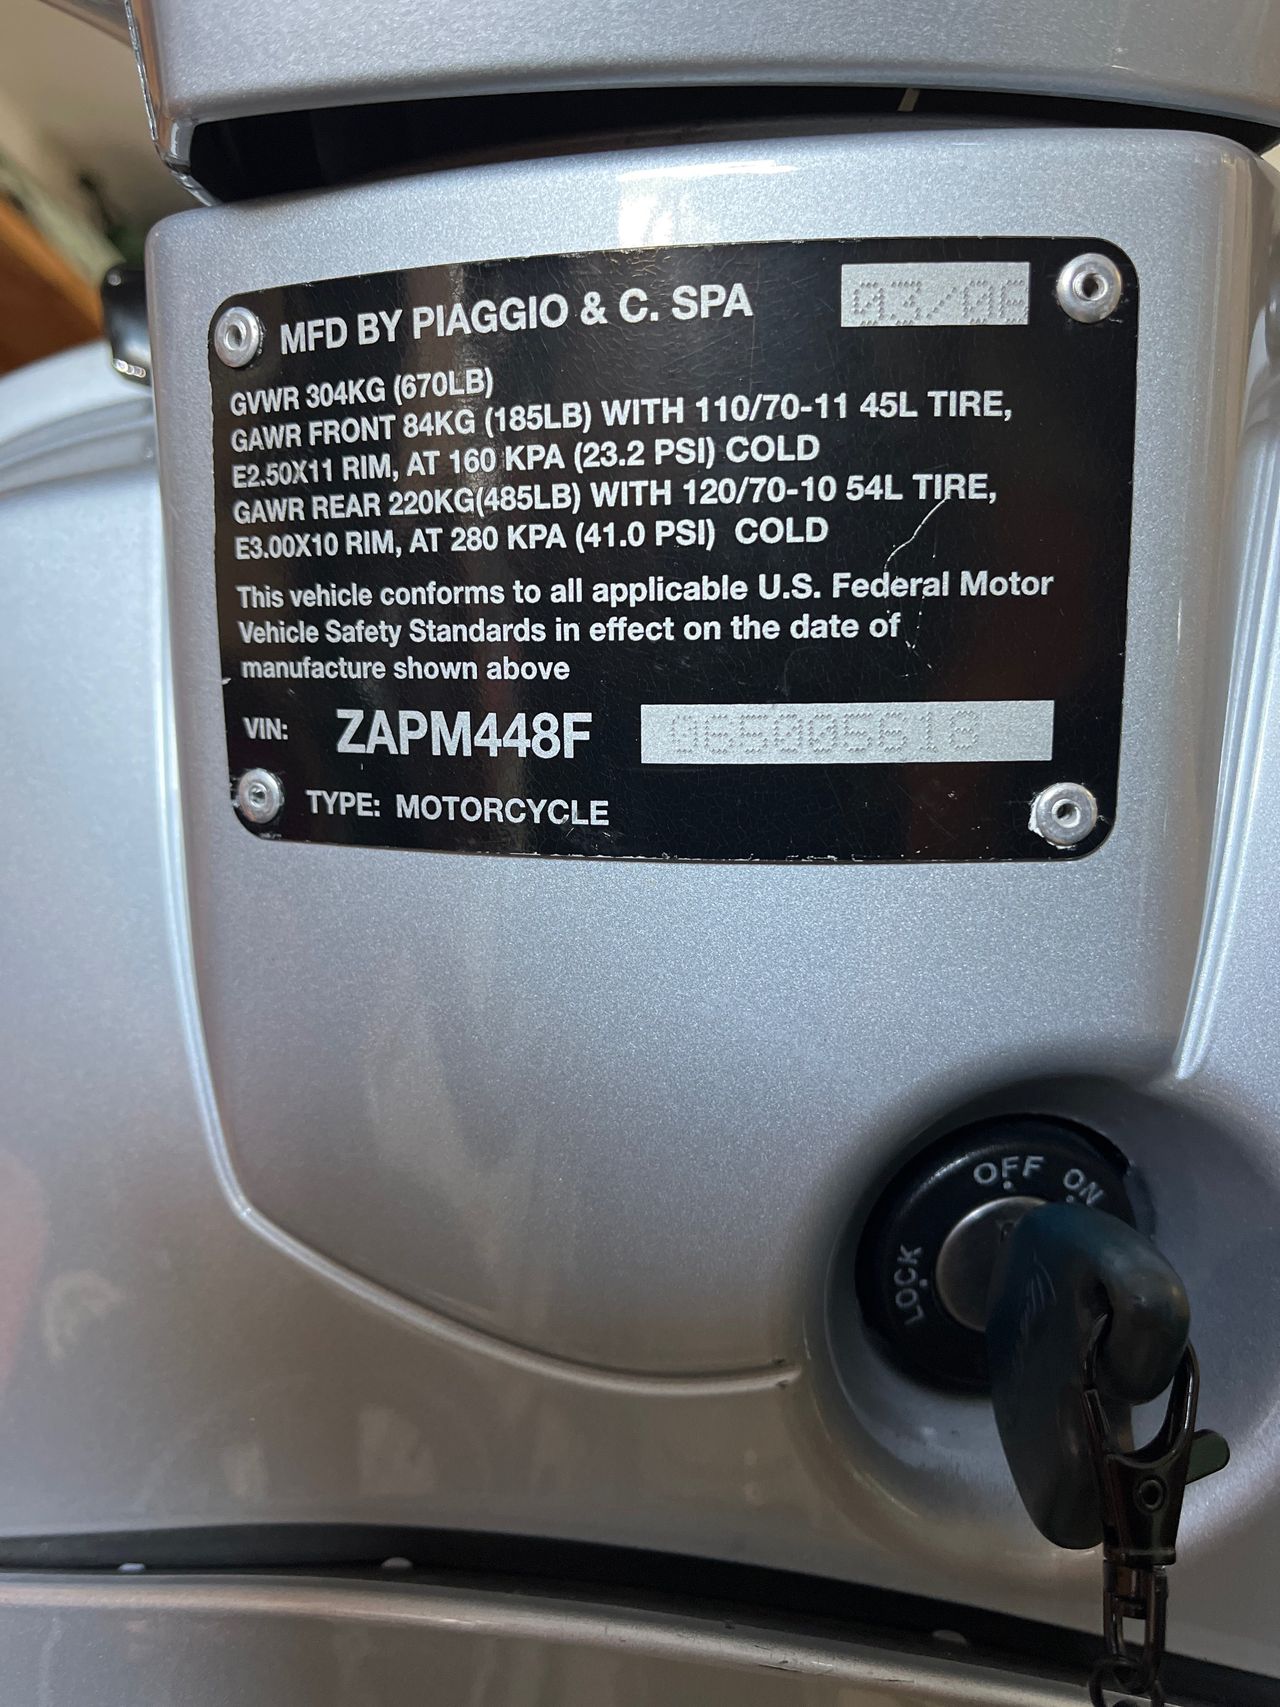 MFD BY PIAGGIO & C. SPA 03/06
GVWR 304KG (670LB)
GAWR FRONT 84KG (185LB) WITH 110/70-11 45L TIRE,
E2.50X11 RIM, AT 160 KPA (23.2 PSI) COLD
GAWR REAR 220KG(485LB) WITH 120/70-10 54L TIRE,
E3.00X10 RIM, AT 280 KPA (41.0 PSI) COLD
This vehicle conforms to all applicable U.S. Federal Motor
Vehicle Safety Standards in effect on the date of
manufacture shown above
VIN: ZAPM448F 065005618
TYPE: MOTORCYCLE
OFF ON
LOCK